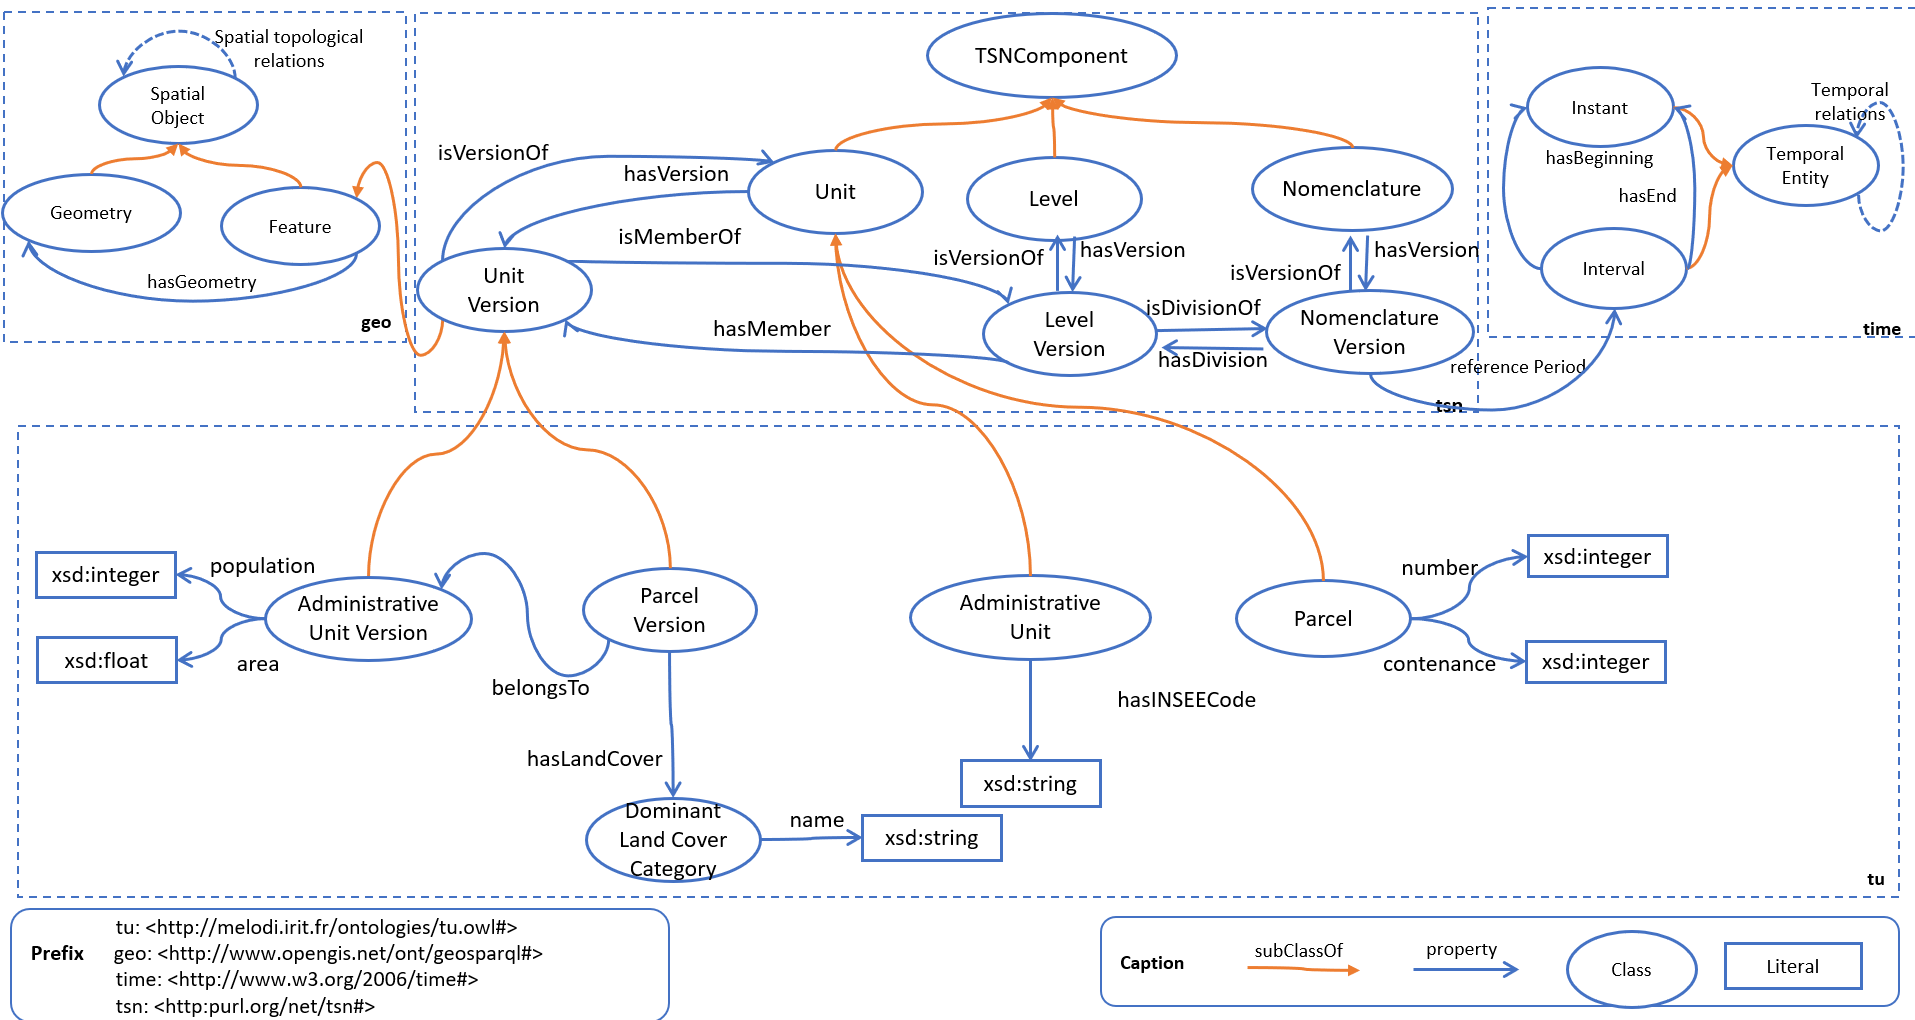 Spatial topological
relations
Spatial
Object
Geometry
Feature
hasGeometry
geo
TSNComponent
isVersionOf
hasVersion
Unit
Level
Nomenclature
isMemberOf
isVersionOf
hasVersion
isVersionOf
hasVersion
Unit
Version
hasMember
Level
Version
isDivisionOf
hasDivision
Nomenclature
Version
reference Period
tsn
Instant
Temporal
relations
hasBeginning
Temporal
Entity
hasEnd
Interval
time
xsd:integer
population
xsd:float
area
Administrative
Unit Version
belongsTo
Parcel
Version
hasLandCover
Dominant
Land Cover
Category
name
xsd:string
Administrative
Unit
hasINSEECode
xsd:string
Parcel
number
xsd:integer
contenance
xsd:integer
tu
Prefix
tu: <http://melodi.irit.fr/ontologies/tu.owl#>
geo: <http://www.opengis.net/ont/geosparql#>
time: <http://www.w3.org/2006/time#>
tsn: <http:purl.org/net/tsn#>
Caption
subClassOf
property
Class
Literal